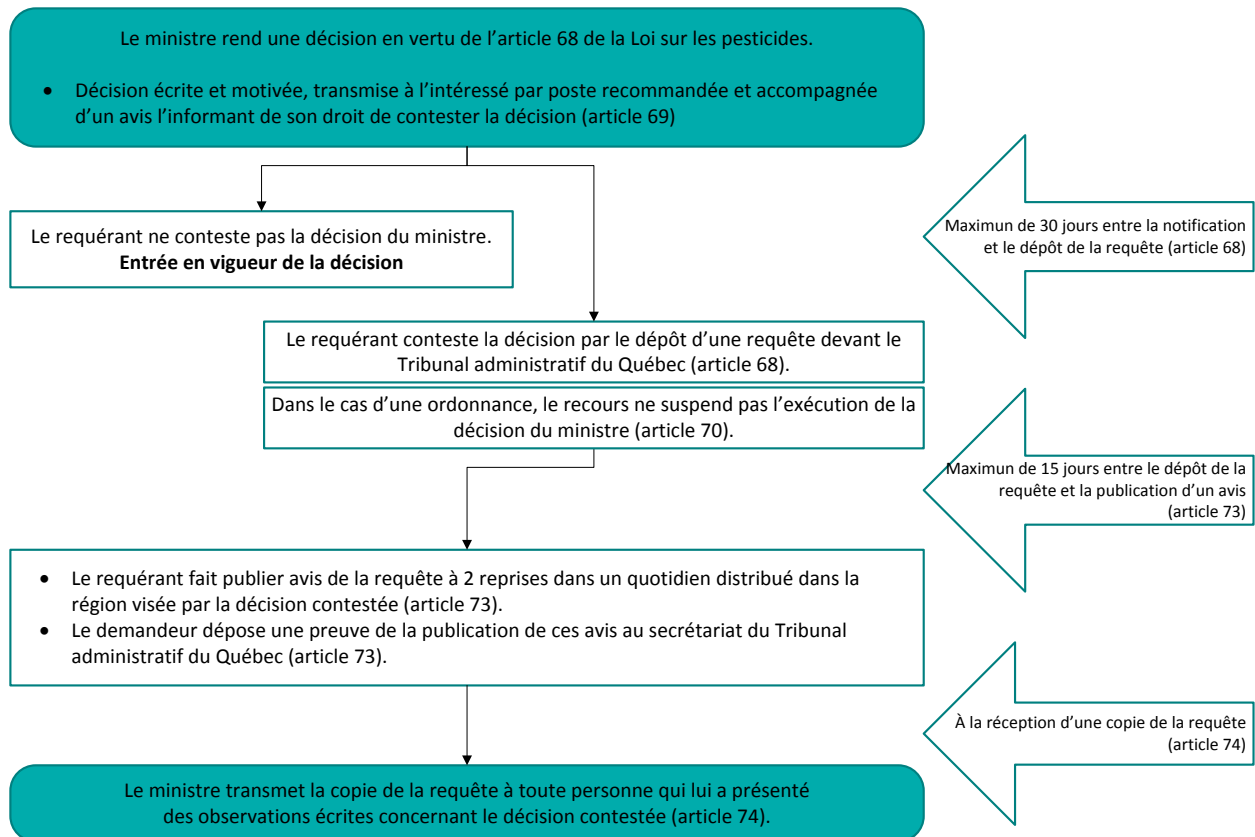 Le ministre rend une décision en vertu de l’article 68 de la Loi sur les pesticides.
• Décision écrite et motivée, transmise à l’intéressé par poste recommandée et accompagnée
d’un avis l’informant de son droit de contester la décision (article 69)
Le requérant ne conteste pas la décision du ministre.
Entrée en vigueur de la décision
Maximun de 30 jours entre la notification
et le dépôt de la requête (article 68)
Le requérant conteste la décision par le dépôt d’une requête devant le
Tribunal administratif du Québec (article 68).
Dans le cas d’une ordonnance, le recours ne suspend pas l’exécution de la
décision du ministre (article 70).
Maximun de 15 jours entre le dépôt de la
requête et la publication d’un avis
(article 73)
• Le requérant fait publier avis de la requête à 2 reprises dans un quotidien distribué dans la
région visée par la décision contestée (article 73).
• Le demandeur dépose une preuve de la publication de ces avis au secrétariat du Tribunal
administratif du Québec (article 73).
À la réception d’une copie de la requête
(article 74)
Le ministre transmet la copie de la requête à toute personne qui lui a présenté
des observations écrites concernant le décision contestée (article 74).